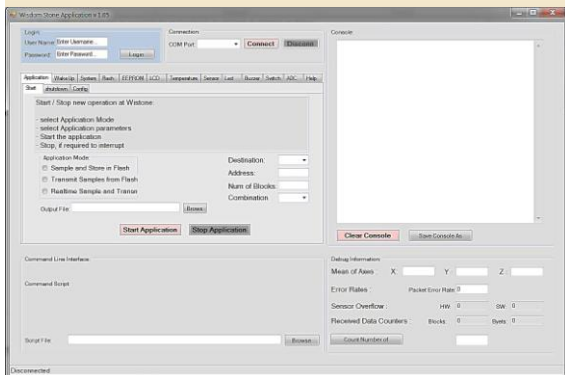 Wisdom Stone Application v.1.05
Login
User Name: Enter Username...
Password: Enter Password...
Login
Connection
COM Port
Connect
Disconn
Console
Application WakeUp System Flash EEPROM LCD Temperature Sensor Led Buzzer Switch ADC Help
Start shutdown Config
Start / Stop new operation at Wistone:
- select Application Mode
- select Application parameters
- Start the application
- Stop, if required to interrupt
Application Mode
Sample and Store in Flash
Transmit Samples from Flash
Realtime Sample and Transm
Destination:
Address:
Num of Blocks:
Combination
Output File:
Browse
Start Application
Stop Application
Clear Console
Save Console As
Command Line Interface
Command Script
Script File:
Browse
Debug Information
Mean of Axes : X: Y: Z:
Error Rates : Packet Error Rate: 0
Sensor Overflow : HW: 0 SW: 0
Received Data Counters : Blocks: 0 Bytes: 0
Count Number of
Disconnected